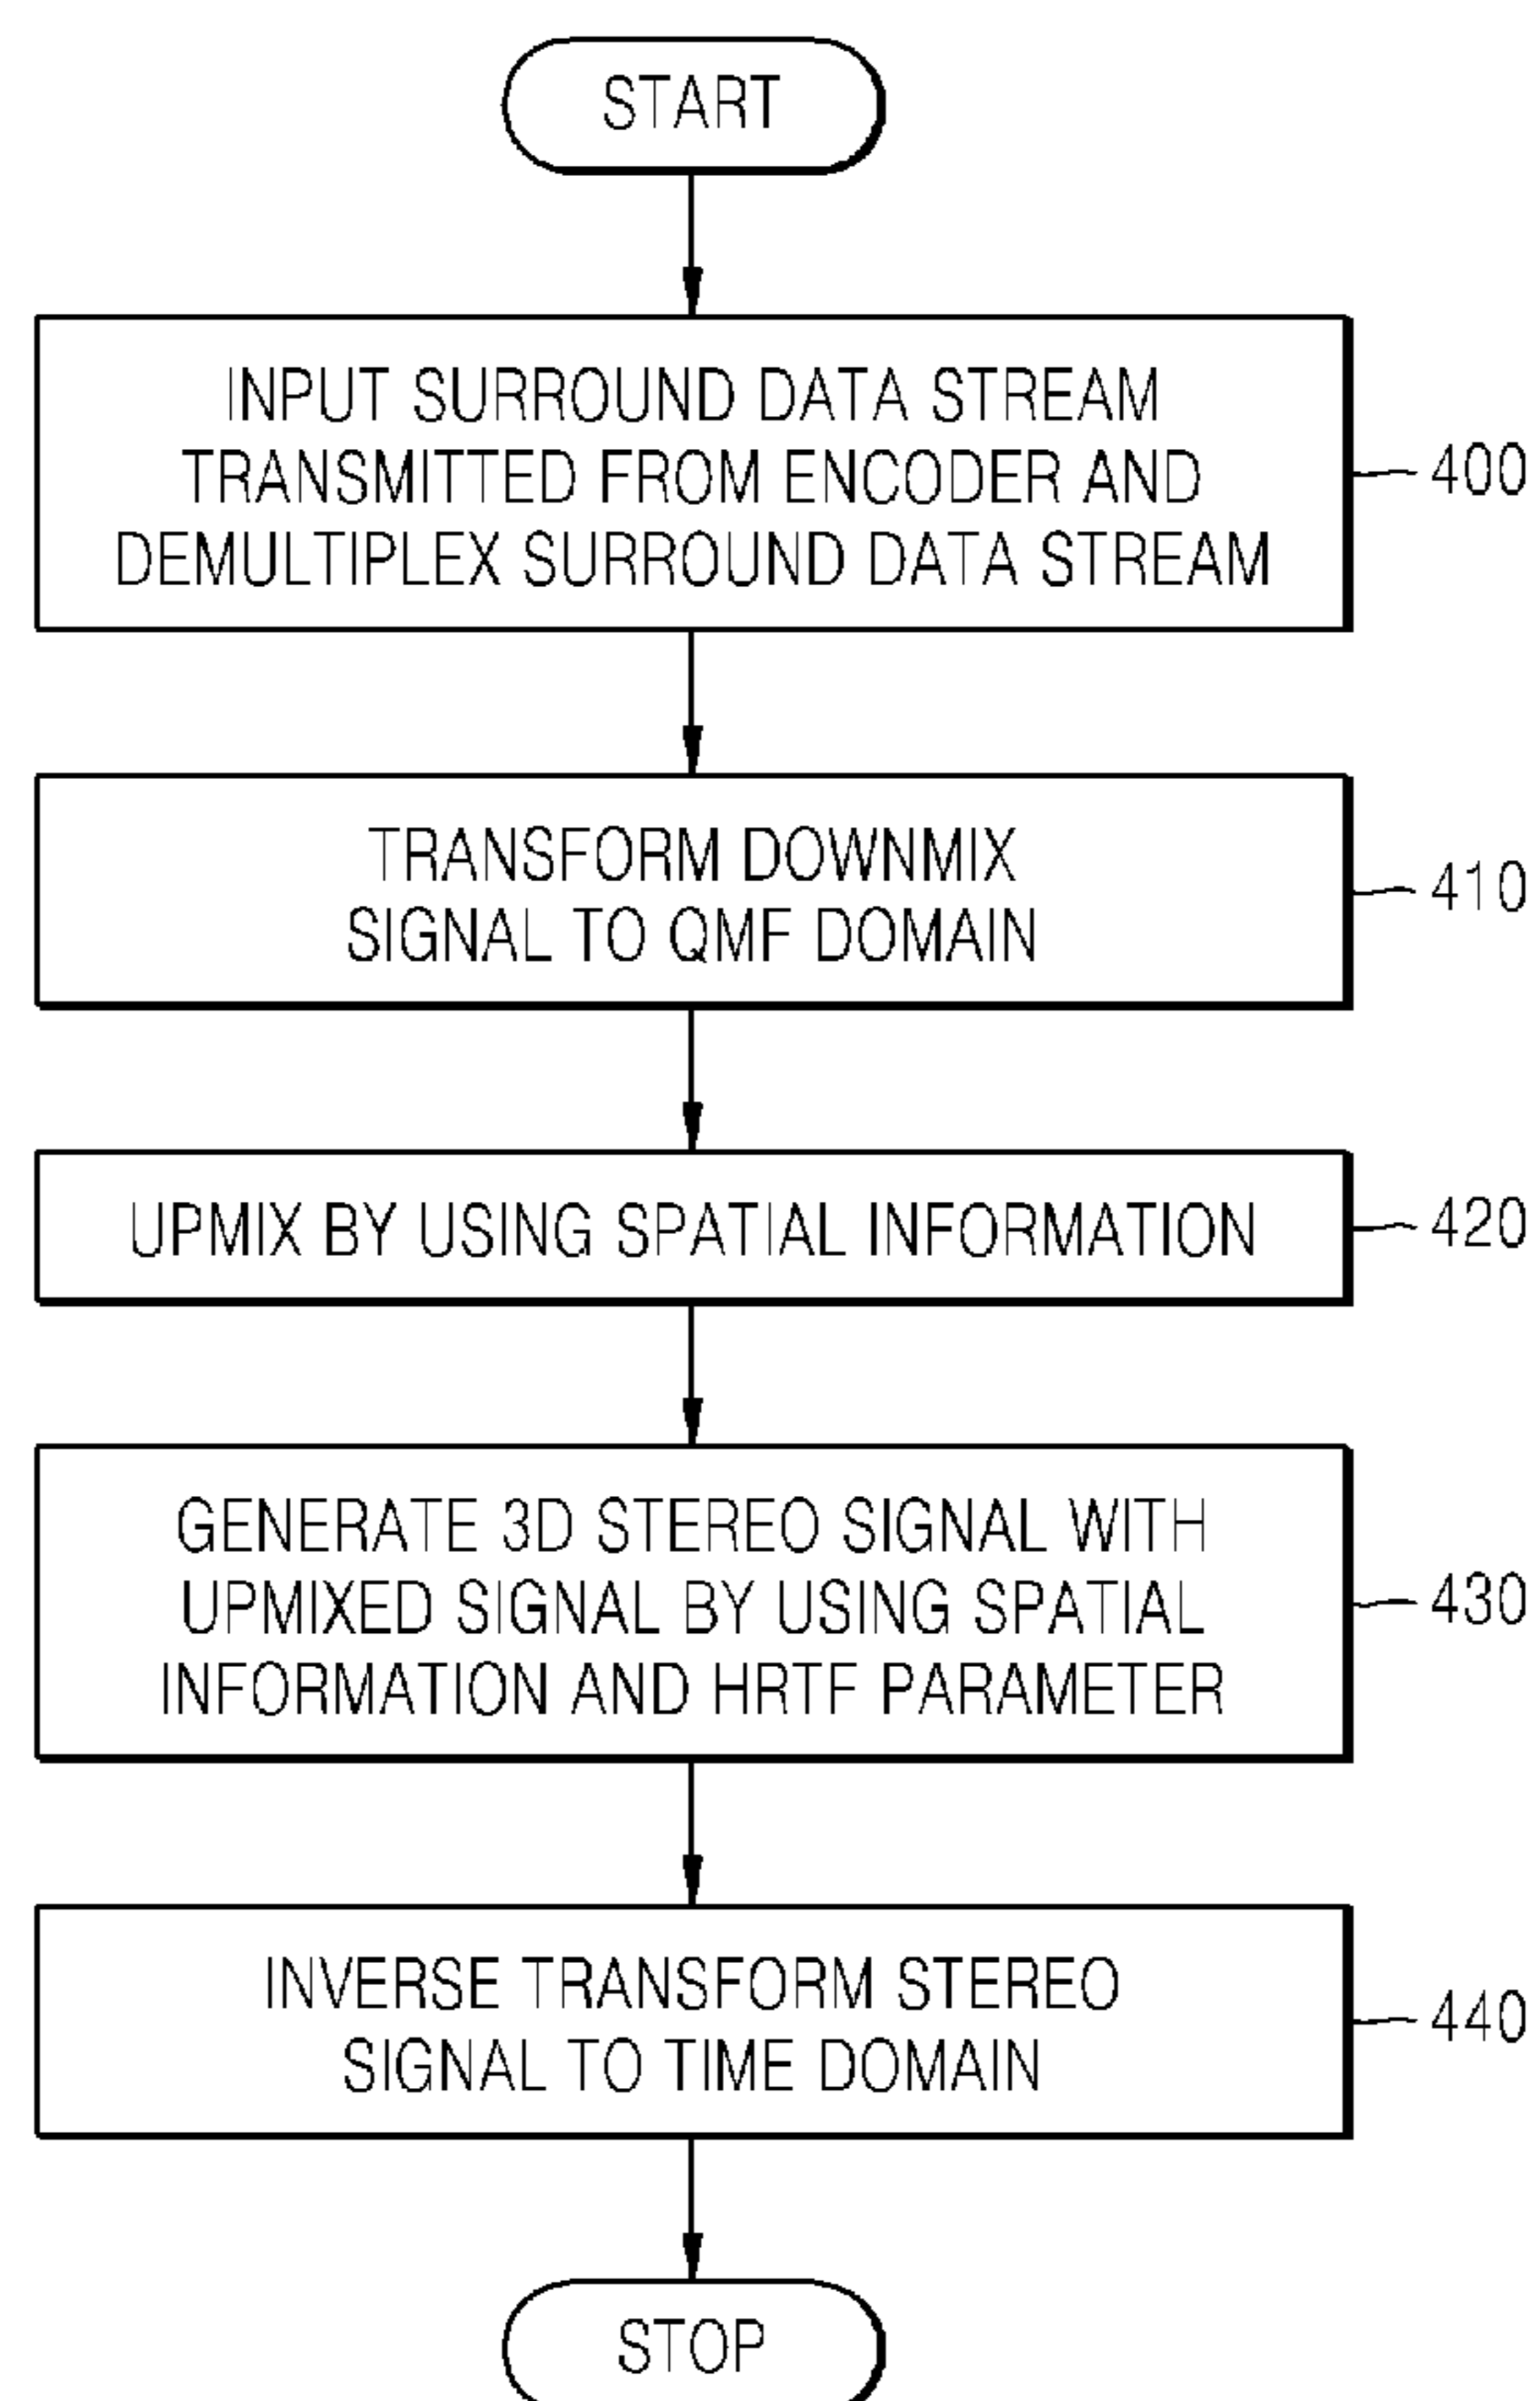 START
INPUT SURROUND DATA STREAM
TRANSMITTED FROM ENCODER AND
DEMULTIPLEX SURROUND DATA STREAM
400
TRANSFORM DOWNMIX
SIGNAL TO QMF DOMAIN
410
UPMIX BY USING SPATIAL INFORMATION
420
GENERATE 3D STEREO SIGNAL WITH
UPMIXED SIGNAL BY USING SPATIAL
INFORMATION AND HRTF PARAMETER
430
INVERSE TRANSFORM STEREO
SIGNAL TO TIME DOMAIN
440
STOP